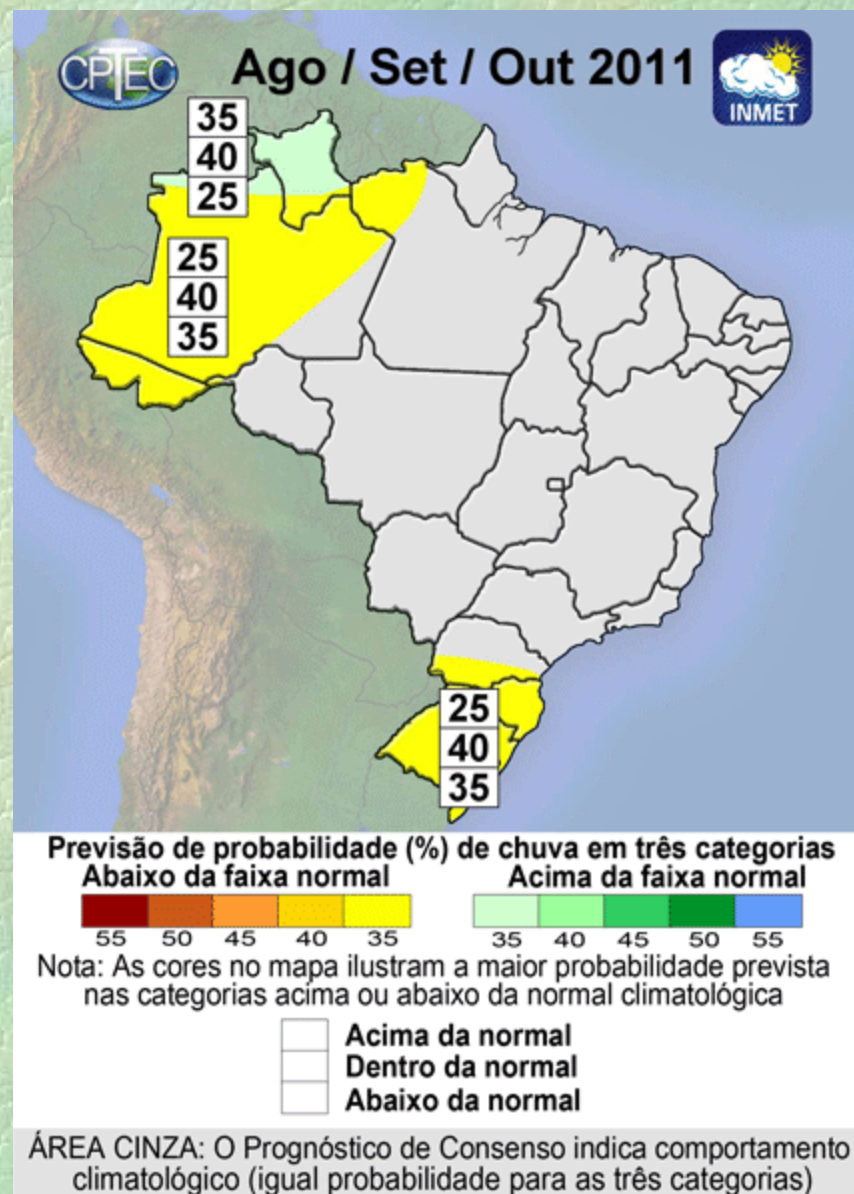 CPTEC
Ago / Set / Out 2011
INMET
35
40
25
25
40
35
25
40
35
Previsão de probabilidade (%) de chuva em três categorias
Abaixo da faixa normal Acima da faixa normal
55 50 45 40 35 35 40 45 50 55
Nota: As cores no mapa ilustram a maior probabilidade prevista
nas categorias acima ou abaixo da normal climatológica
Acima da normal
Dentro da normal
Abaixo da normal
ÁREA CINZA: O Prognóstico de Consenso indica comportamento
climatológico (igual probabilidade para as três categorias)